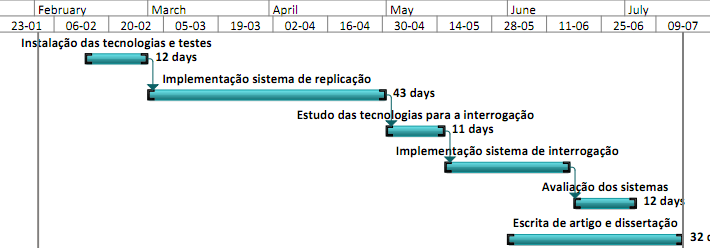 February March April May June July
23-01 06-02 20-02 05-03 19-03 02-04 16-04 30-04 14-05 28-05 11-06 25-06 09-07
Instalação das tecnologias e testes
12 days
Implementação sistema de replicação
43 days
Estudo das tecnologias para a interrogação
11 days
Implementação sistema de interrogação
Avaliação dos sistemas
12 days
Escrita de artigo e dissertação
32 d